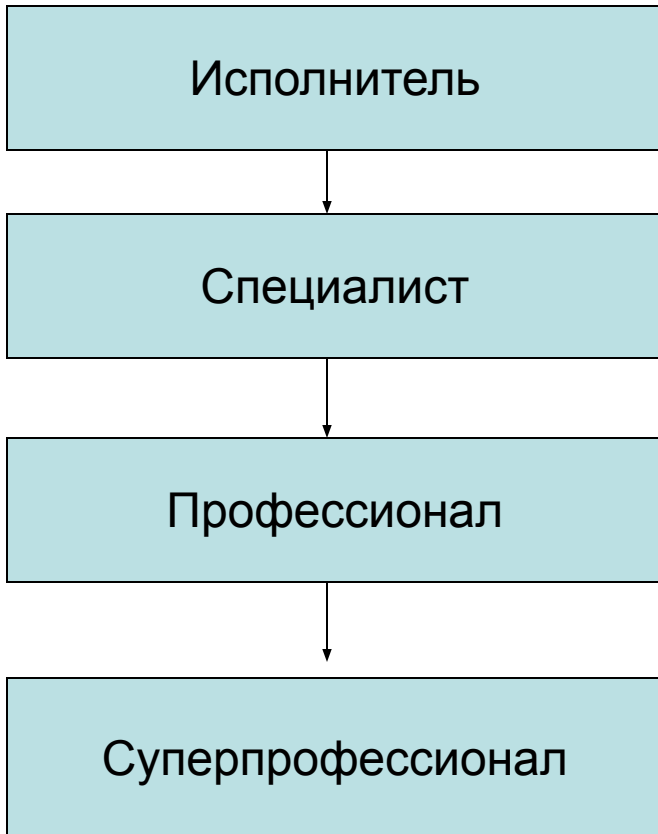 Исполнитель
Специалист
Профессионал
Суперпрофессионал